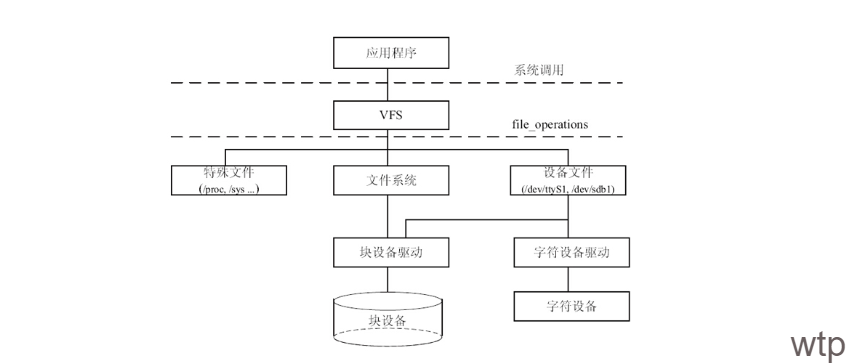 应用程序
系统调用
VFS
file_operations
特殊文件
(/proc, /sys ...)
文件系统
设备文件
(/dev/ttyS1, /dev/sdb1)
块设备驱动
字符设备驱动
块设备
字符设备
wtp